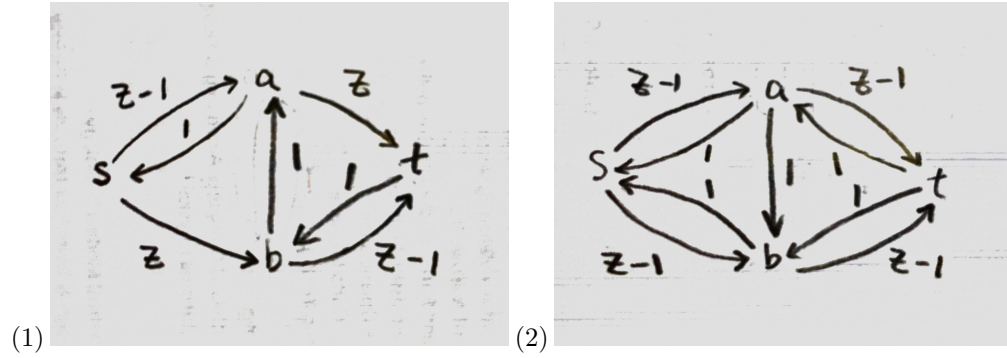 z-1 a z
1
s 1 1 t
z b z-1
(1)
z-1 a z-1
s 1 1 1 t
1 1
z-1 b z-1
(2)